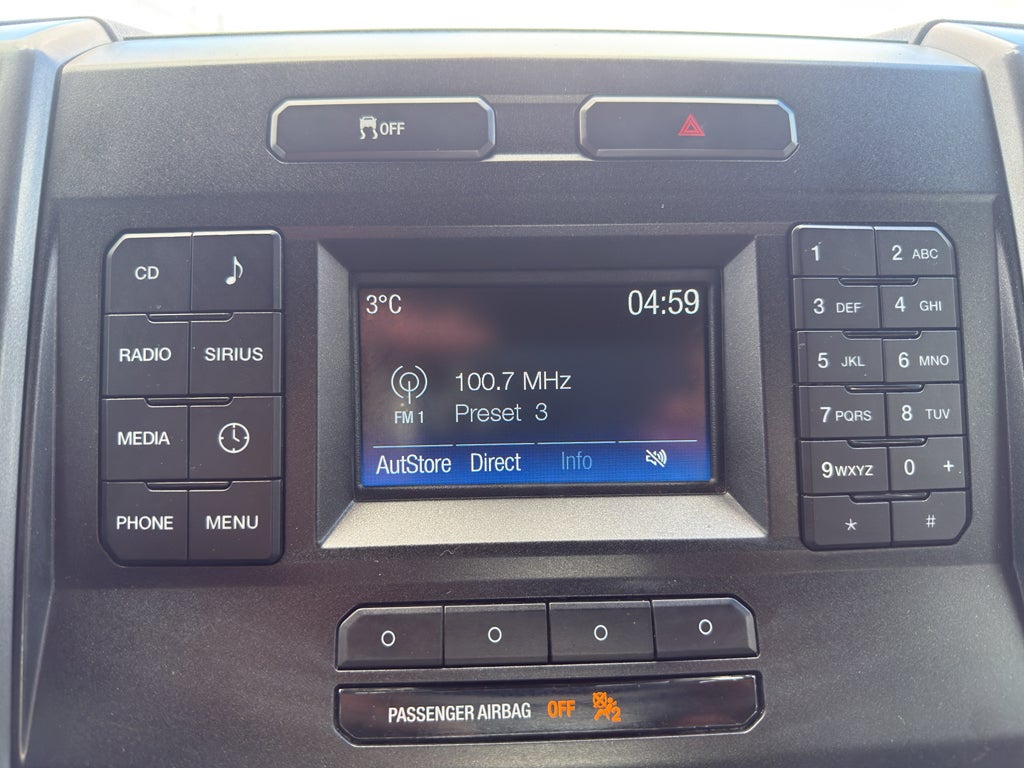 OFF
CD
RADIO SIRIUS
MEDIA
PHONE MENU
3°C 04:59
100.7 MHz
FM 1 Preset 3
AutStore Direct Info
1 2 ABC
3 DEF 4 GHI
5 JKL 6 MNO
7 PQRS 8 TUV
9 WXYZ 0 +
* #
O O O O
PASSENGER AIRBAG OFF 2